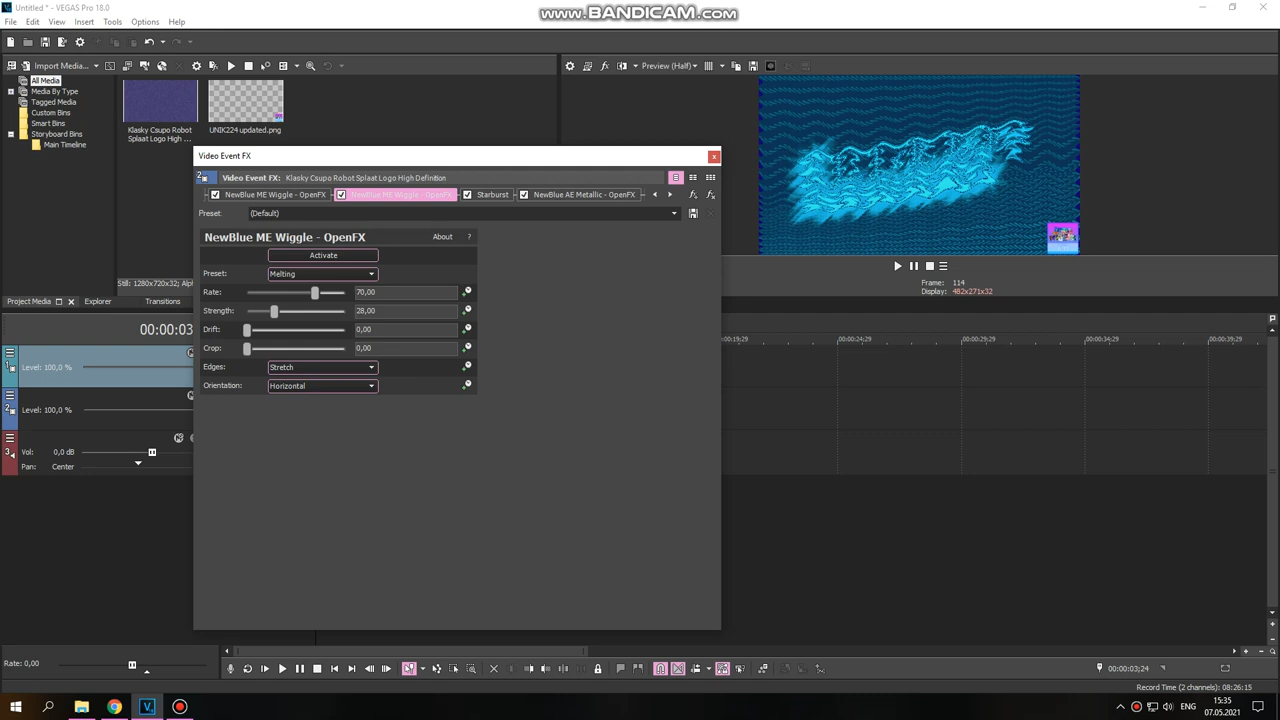 Untitled * - VEGAS Pro 18.0
WWW.BANDICAM.COM
File Edit View Insert Tools Options Help
Import Media...
Preview (Half)
All Media
Media By Type
Tagged Media
Custom Bins
Smart Bins
Storyboard Bins
Main Timeline
Klasky Csupo Robot
Splaat Logo High ...
UNIK224 updated.png
Video Event FX
Video Event FX: Klasky Csupo Robot Splaat Logo High Definition
NewBlue ME Wiggle - OpenFX
NewBlue ME Wiggle - OpenFX
Starburst
NewBlue AE Metallic - OpenFX
Preset: (Default)
NewBlue ME Wiggle - OpenFX About ?
Activate
Preset: Melting
Rate: 70,00
Strength: 28,00
Drift: 0,00
Crop: 0,00
Edges: Stretch
Orientation: Horizontal
Still: 1280x720x32; Alp
Project Media Explorer Transitions
Frame: 114
Display: 482x271x32
00:00:03
:00:19;29 00:00:24;29 00:00:29;29 00:00:34;29 00:00:39;29
1 Level: 100,0 %
2 Level: 100,0 %
3 Vol: 0,0 dB
Pan: Center
Rate: 0,00
00:00:03;24
Record Time (2 channels): 08:26:15
ENG
15:35
07.05.2021